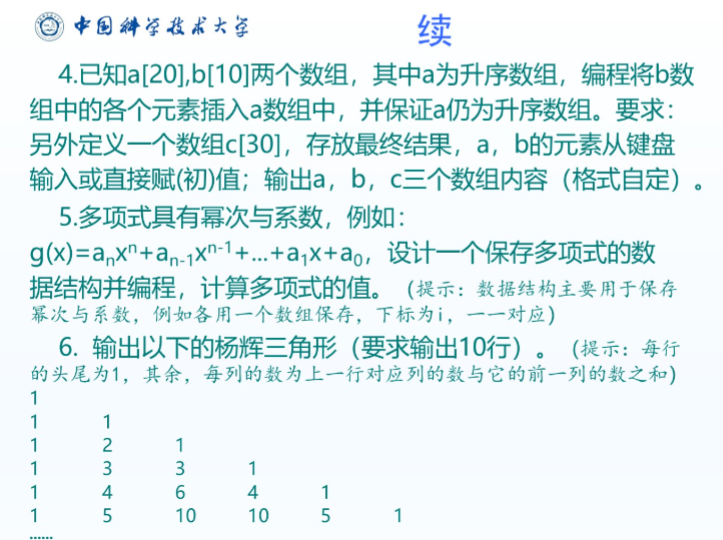 中国科学技术大学
续
4.已知a[20],b[10]两个数组，其中a为升序数组，编程将b数
组中的各个元素插入a数组中，并保证a仍为升序数组。要求：
另外定义一个数组c[30]，存放最终结果，a，b的元素从键盘
输入或直接赋(初)值；输出a，b，c三个数组内容（格式自定）。
5.多项式具有幂次与系数，例如：
g(x)=aₙxⁿ+aₙ₋₁xⁿ⁻¹+...+a₁x+a₀，设计一个保存多项式的数
据结构并编程，计算多项式的值。（提示：数据结构主要用于保存
幂次与系数，例如各用一个数组保存，下标为i，一一对应）
6. 输出以下的杨辉三角形（要求输出10行）。（提示：每行
的头尾为1，其余，每列的数为上一行对应列的数与它的前一列的数之和）
1
1 1
1 2 1
1 3 3 1
1 4 6 4 1
1 5 10 10 5 1
......